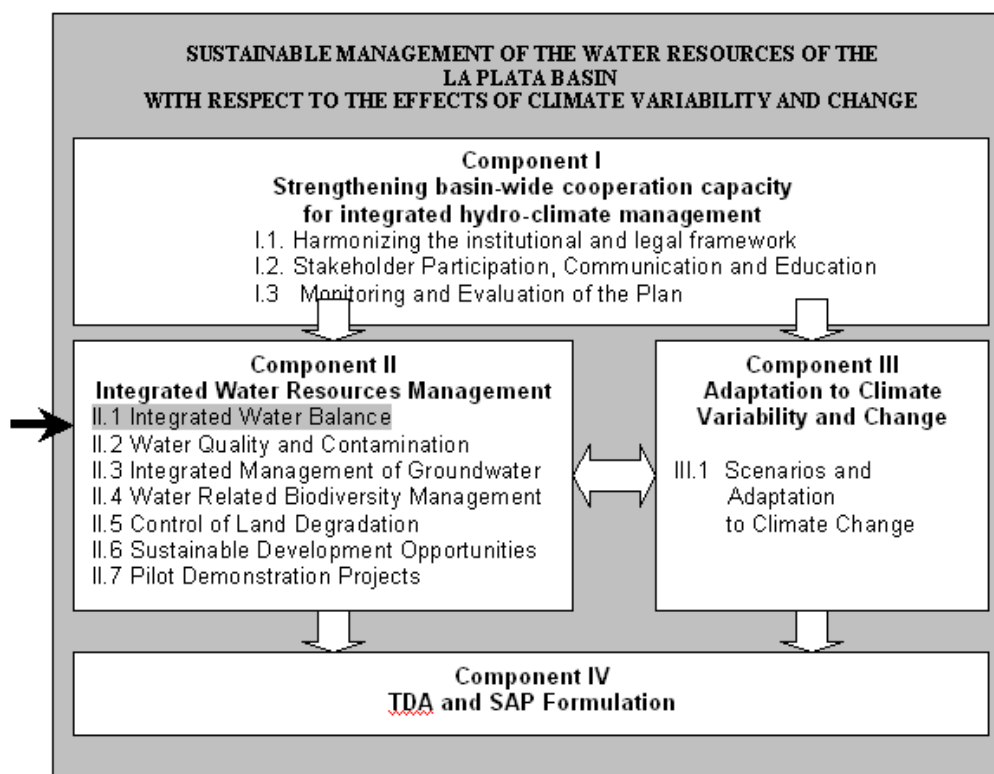 SUSTAINABLE MANAGEMENT OF THE WATER RESOURCES OF THE
LA PLATA BASIN
WITH RESPECT TO THE EFFECTS OF CLIMATE VARIABILITY AND CHANGE
Component I
Strengthening basin-wide cooperation capacity
for integrated hydro-climate management
I.1. Harmonizing the institutional and legal framework
I.2. Stakeholder Participation, Communication and Education
I.3 Monitoring and Evaluation of the Plan
Component II
Integrated Water Resources Management
II.1 Integrated Water Balance
II.2 Water Quality and Contamination
II.3 Integrated Management of Groundwater
II.4 Water Related Biodiversity Management
II.5 Control of Land Degradation
II.6 Sustainable Development Opportunities
II.7 Pilot Demonstration Projects
Component III
Adaptation to Climate
Variability and Change
III.1 Scenarios and
Adaptation
to Climate Change
Component IV
TDA and SAP Formulation